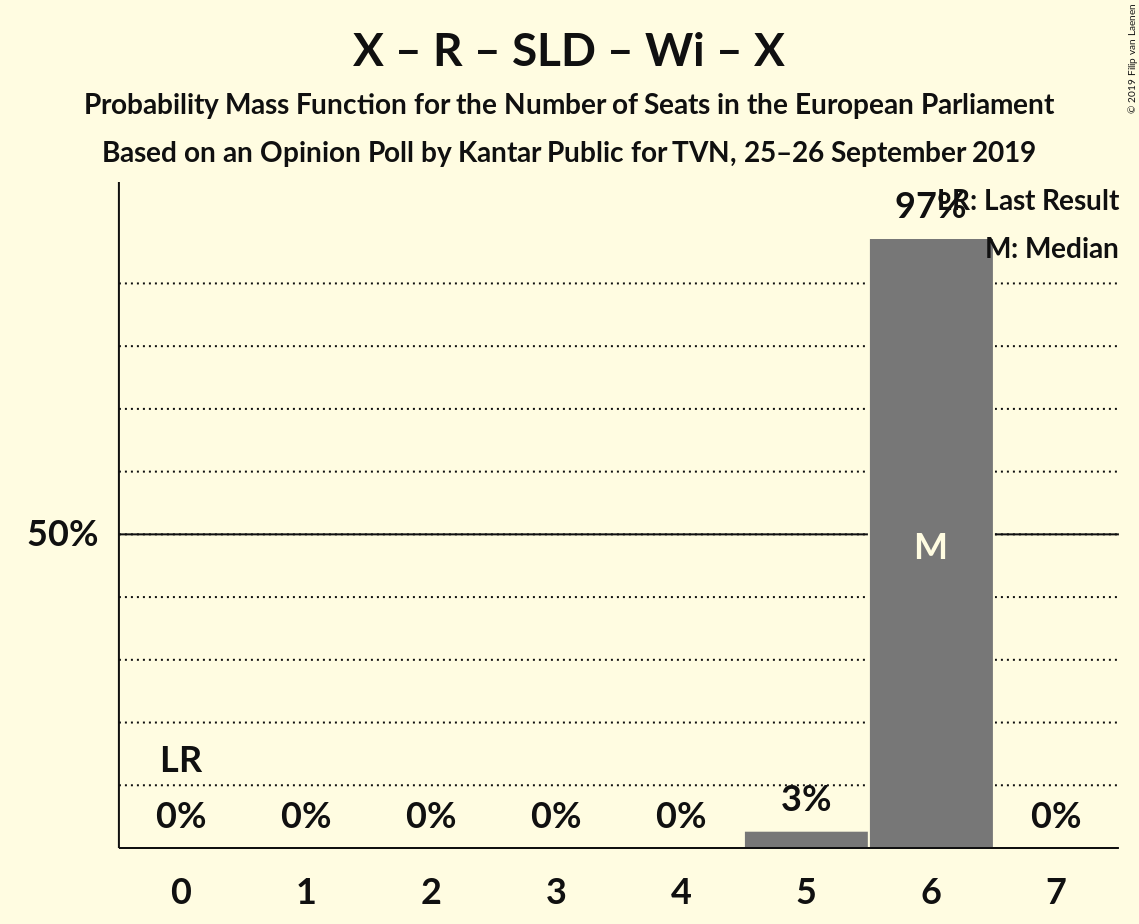 X – R – SLD – Wi – X
Probability Mass Function for the Number of Seats in the European Parliament
Based on an Opinion Poll by Kantar Public for TVN, 25–26 September 2019
© 2019 Filip van Laenen
LR: Last Result
97%
M: Median
50%
M
LR
0% 0% 0% 0% 0% 3% 0%
0 1 2 3 4 5 6 7